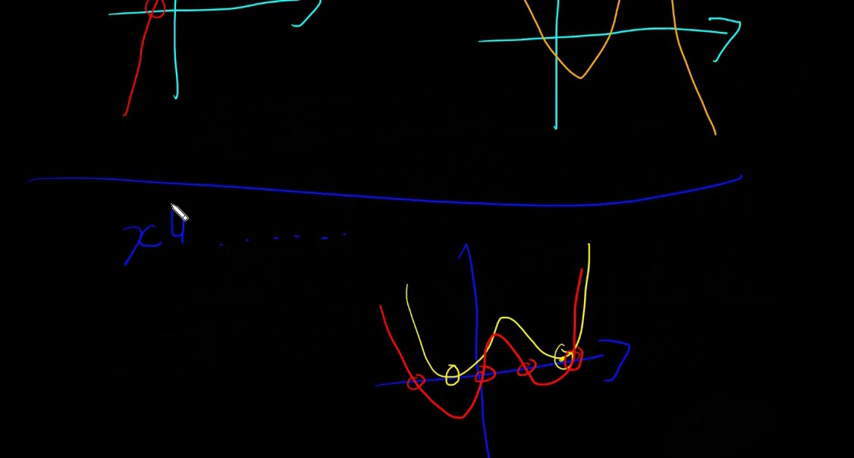 x⁴ . . . . . . .